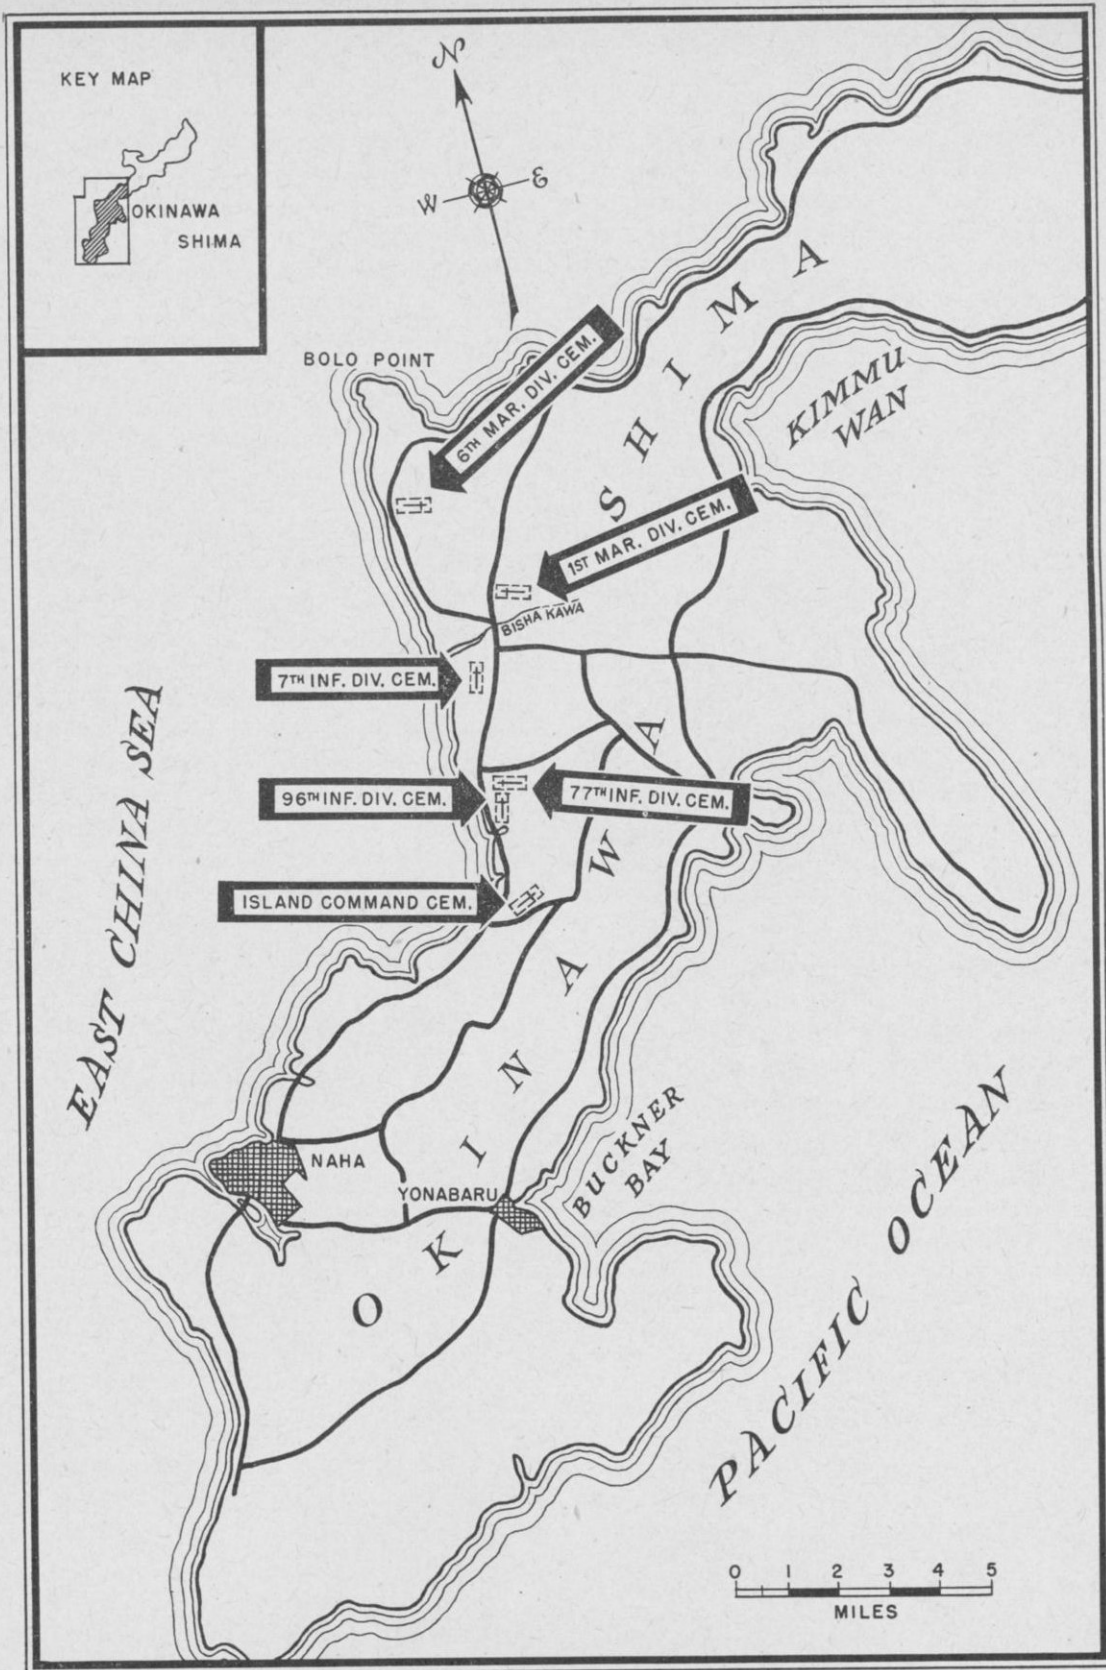 KEY MAP
OKINAWA
SHIMA
N
W
E
BOLO POINT
6TH MAR. DIV. CEM.
KIMMU
WAN
1ST MAR. DIV. CEM.
BISHA KAWA
7TH INF. DIV. CEM.
96TH INF. DIV. CEM.
77TH INF. DIV. CEM.
ISLAND COMMAND CEM.
OKINAWA SHIMA
EAST CHINA SEA
NAHA
YONABARU
BUCKNER
BAY
PACIFIC OCEAN
0 1 2 3 4 5
MILES